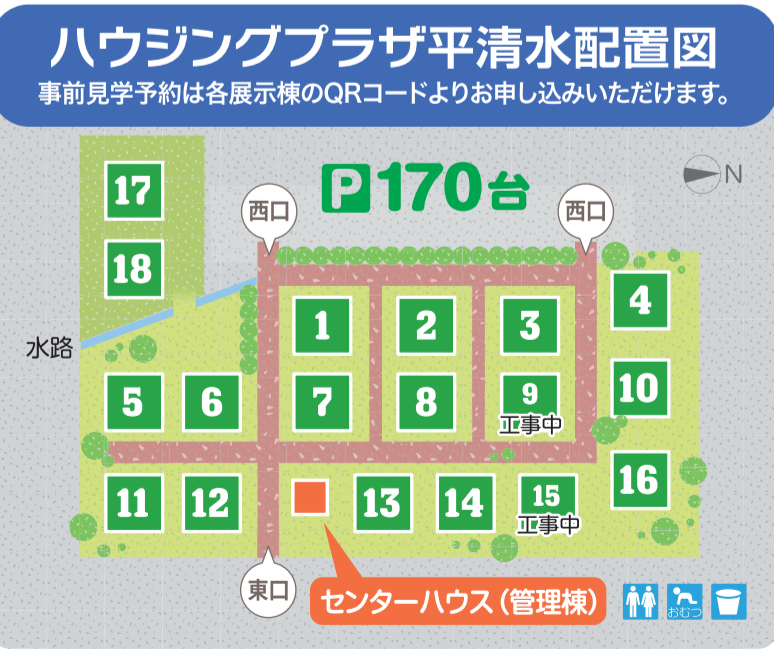 ハウジングプラザ平清水配置図
事前見学予約は各展示棟のQRコードよりお申し込みいただけます。
17
P170台
N
西口
西口
18
4
1
2
3
水路
5
6
7
8
9
工事中
10
11
12
13
14
15
工事中
16
東口
センターハウス（管理棟）
おむつ